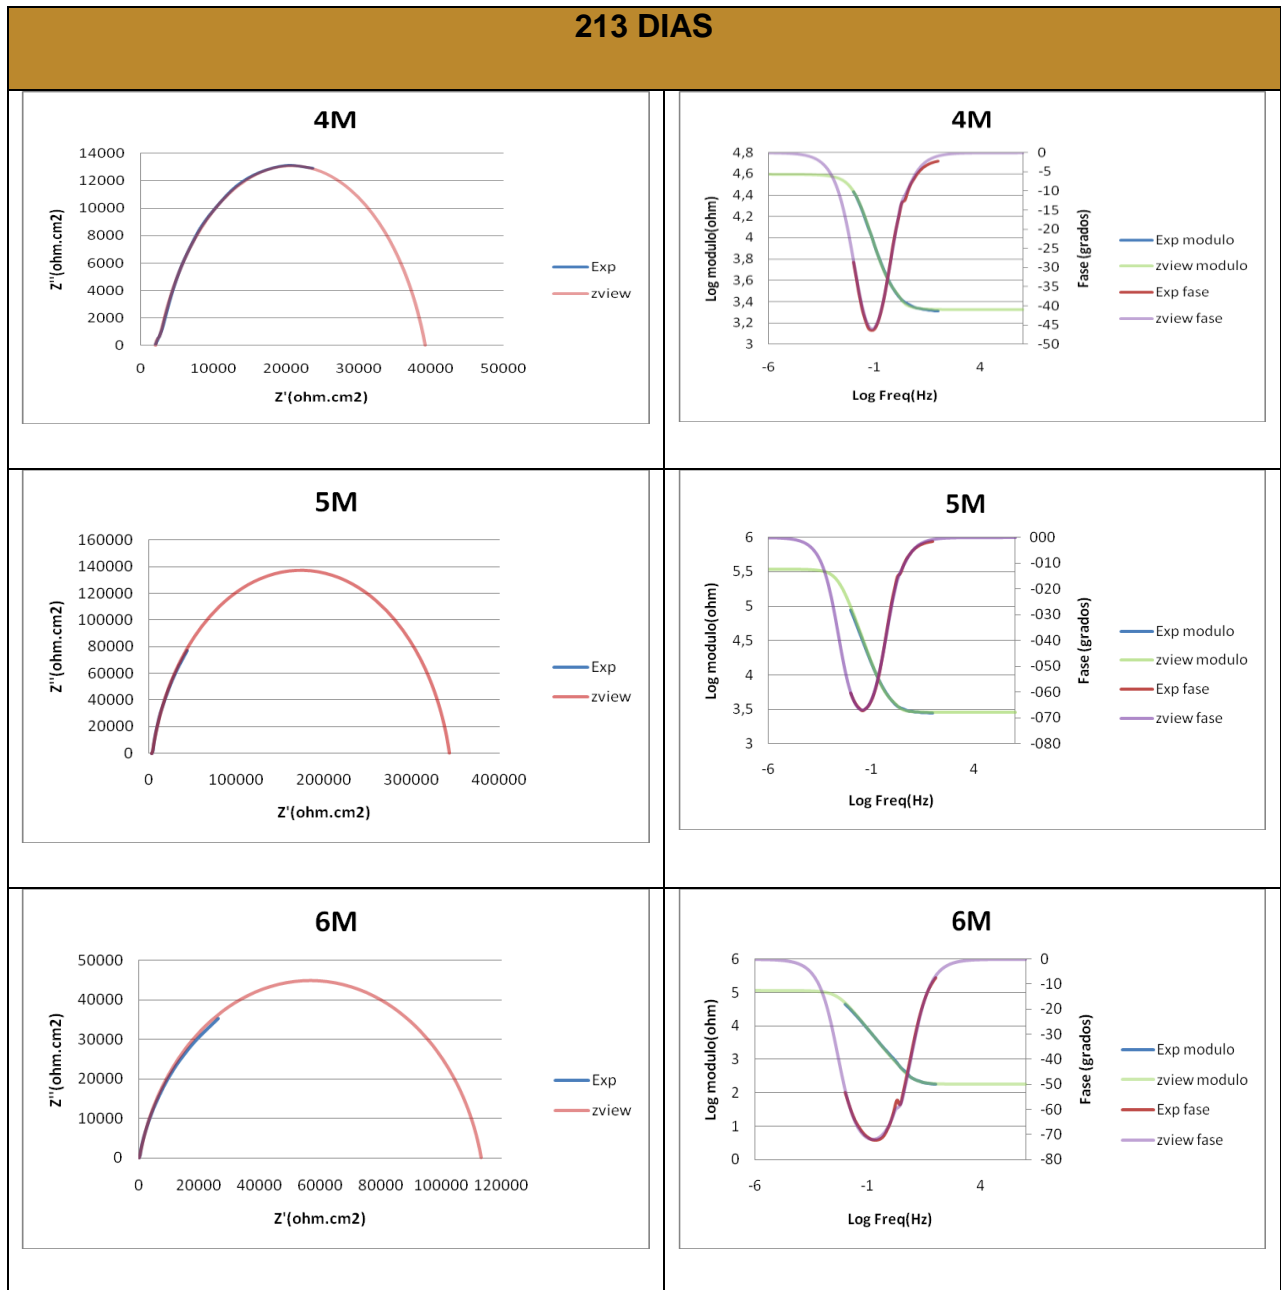 213 DIAS
4M
14000
12000
10000
8000
6000
4000
2000
0
0 10000 20000 30000 40000 50000
Z''(ohm.cm2)
Z'(ohm.cm2)
Exp
zview
4M
4,8
4,6
4,4
4,2
4
3,8
3,6
3,4
3,2
3
0
-5
-10
-15
-20
-25
-30
-35
-40
-45
-50
-6 -1 4
Log modulo(ohm)
Fase (grados)
Log Freq(Hz)
Exp modulo
zview modulo
Exp fase
zview fase
5M
160000
140000
120000
100000
80000
60000
40000
20000
0
0 100000 200000 300000 400000
Z''(ohm.cm2)
Z'(ohm.cm2)
Exp
zview
5M
6
5,5
5
4,5
4
3,5
3
000
-010
-020
-030
-040
-050
-060
-070
-080
-6 -1 4
Log modulo(ohm)
Fase (grados)
Log Freq(Hz)
Exp modulo
zview modulo
Exp fase
zview fase
6M
50000
40000
30000
20000
10000
0
0 20000 40000 60000 80000 100000 120000
Z''(ohm.cm2)
Z'(ohm.cm2)
Exp
zview
6M
6
5
4
3
2
1
0
0
-10
-20
-30
-40
-50
-60
-70
-80
-6 -1 4
Log modulo(ohm)
Fase (grados)
Log Freq(Hz)
Exp modulo
zview modulo
Exp fase
zview fase